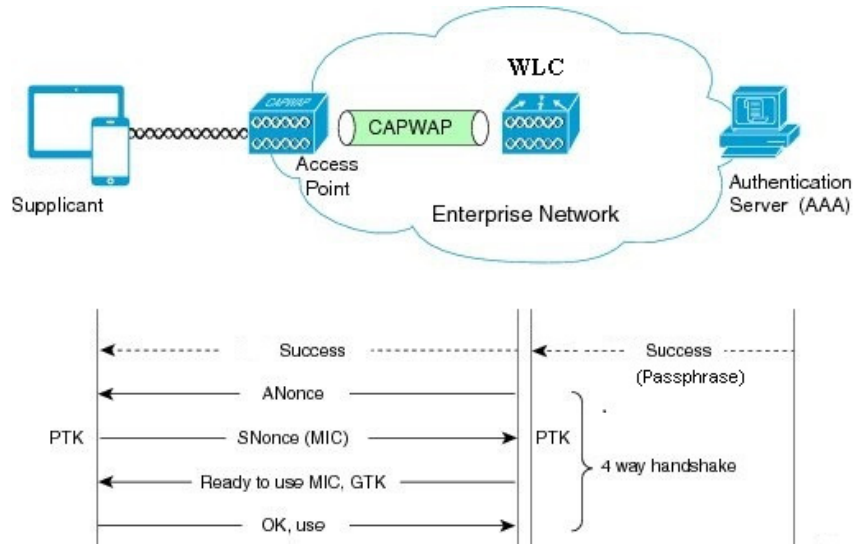 WLC
CAPWAP
CAPWAP
Access
Point
Supplicant
Enterprise Network
Authentication
Server (AAA)
Success
Success
(Passphrase)
ANonce
PTK
SNonce (MIC)
PTK
4 way handshake
Ready to use MIC, GTK
OK, use